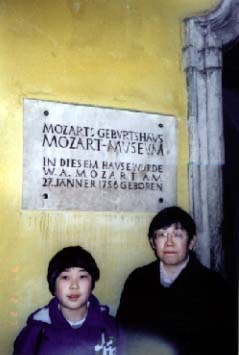 MOZARTS GEBURTSHAUS
MOZART-MUSEUM
IN DIESEM HAUSE WURDE
W. A. MOZART AM
27. JÄNNER 1756 GEBOREN